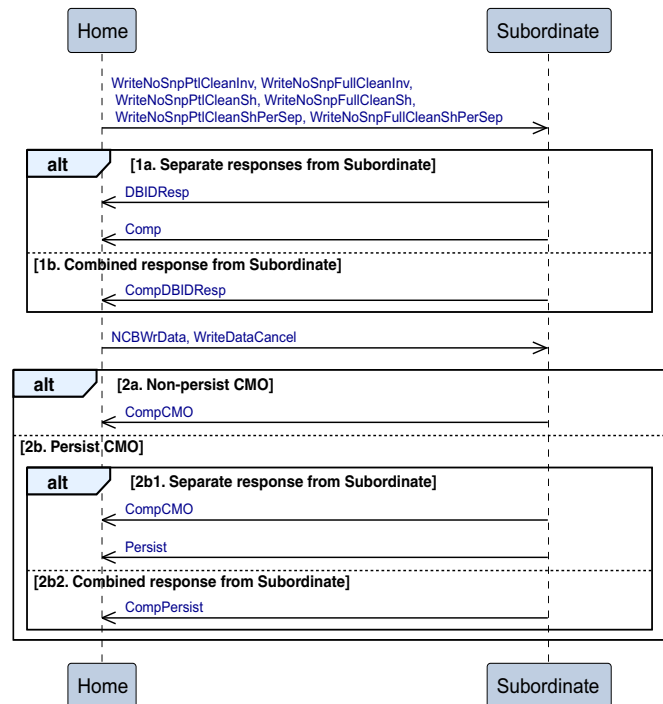 Home Subordinate
WriteNoSnpPtlCleanInv, WriteNoSnpFullCleanInv,
WriteNoSnpPtlCleanSh, WriteNoSnpFullCleanSh,
WriteNoSnpPtlCleanShPerSep, WriteNoSnpFullCleanShPerSep
alt [1a. Separate responses from Subordinate]
DBIDResp
Comp
[1b. Combined response from Subordinate]
CompDBIDResp
NCBWrData, WriteDataCancel
alt [2a. Non-persist CMO]
CompCMO
[2b. Persist CMO]
alt [2b1. Separate response from Subordinate]
CompCMO
Persist
[2b2. Combined response from Subordinate]
CompPersist
Home Subordinate